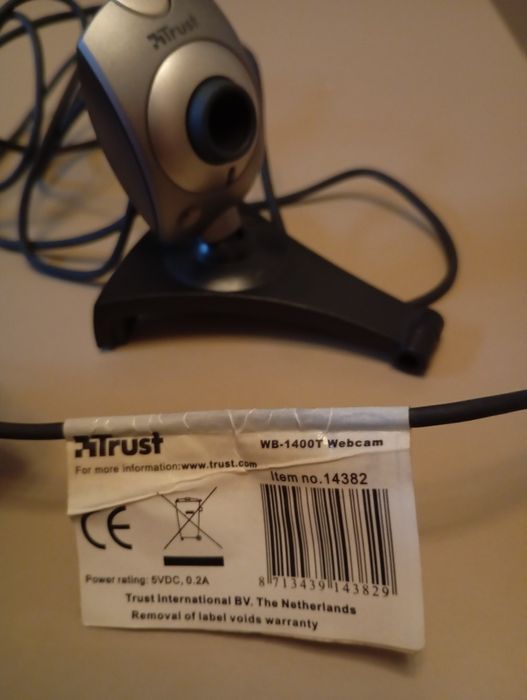 Trust
Trust
WB-1400T Webcam
For more information:www.trust.com
Item no.14382
CE
Power rating: 5VDC, 0.2A
8 713439 143829
Trust International BV. The Netherlands
Removal of label voids warranty